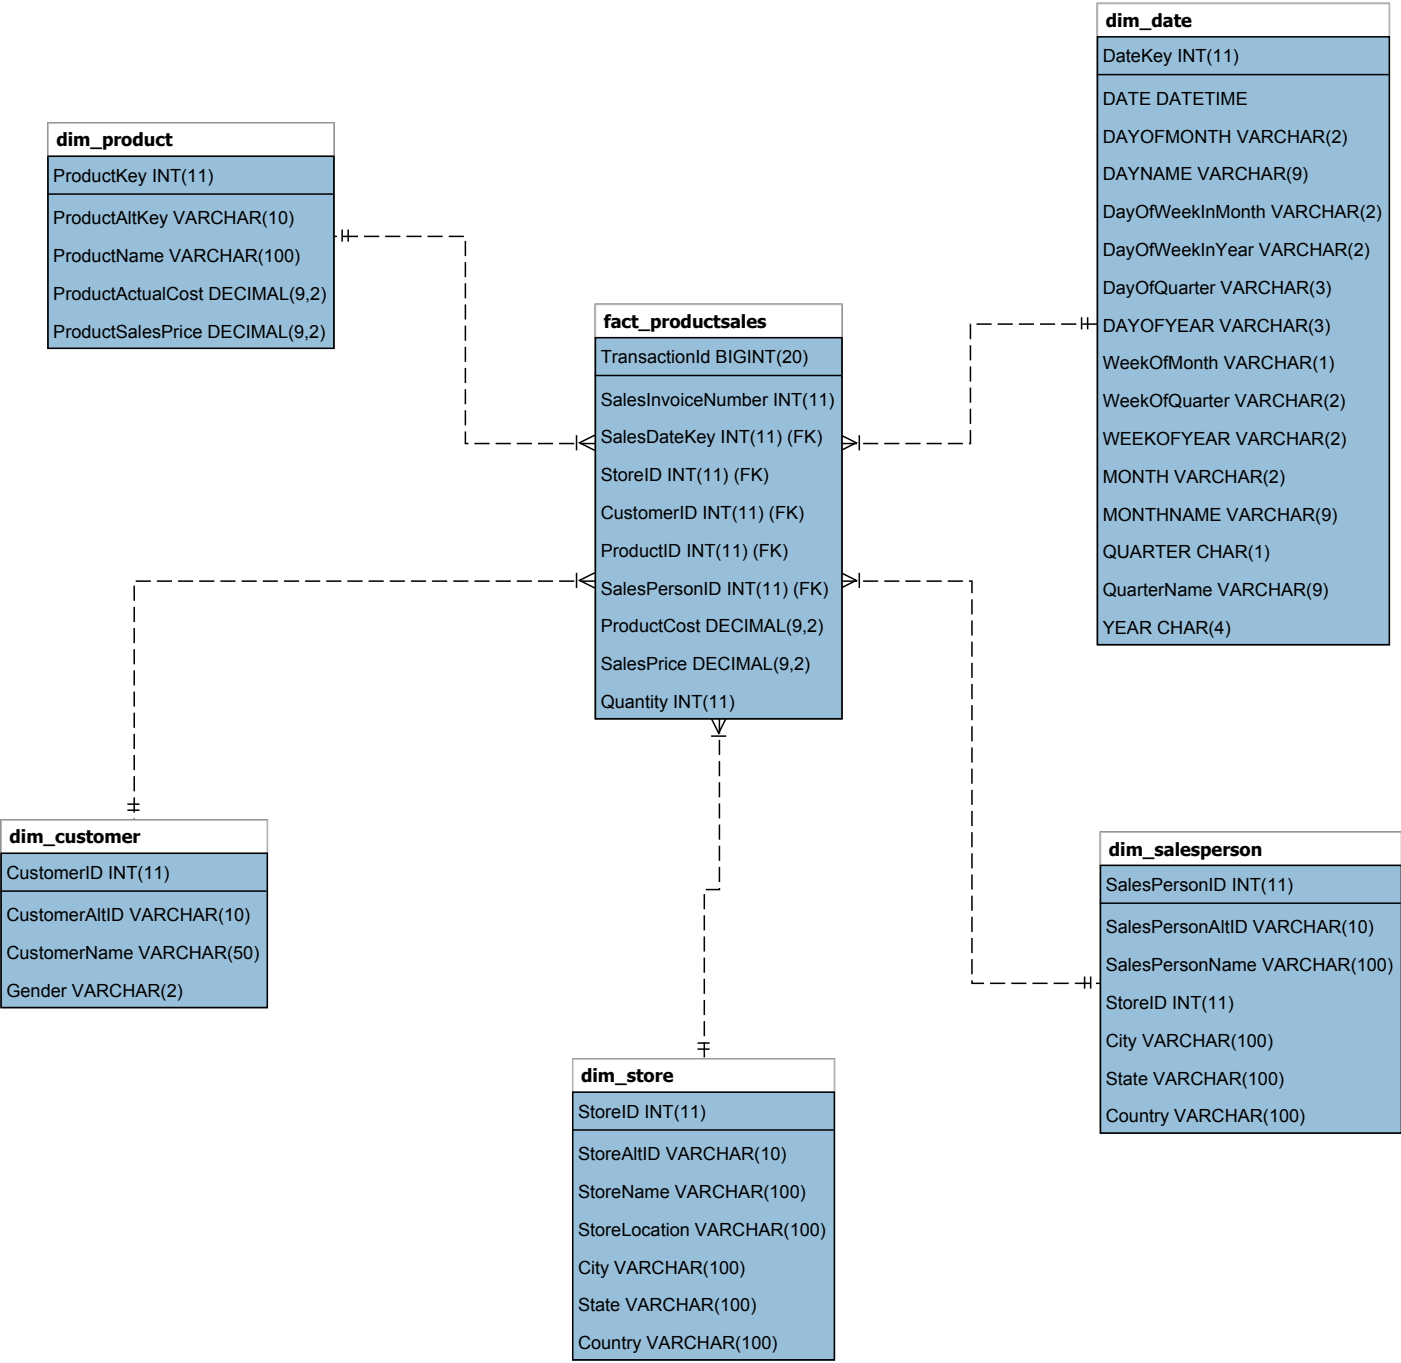 dim_date
DateKey INT(11)
DATE DATETIME
DAYOFMONTH VARCHAR(2)
DAYNAME VARCHAR(9)
DayOfWeekInMonth VARCHAR(2)
DayOfWeekInYear VARCHAR(2)
DayOfQuarter VARCHAR(3)
DAYOFYEAR VARCHAR(3)
WeekOfMonth VARCHAR(1)
WeekOfQuarter VARCHAR(2)
WEEKOFYEAR VARCHAR(2)
MONTH VARCHAR(2)
MONTHNAME VARCHAR(9)
QUARTER CHAR(1)
QuarterName VARCHAR(9)
YEAR CHAR(4)
dim_product
ProductKey INT(11)
ProductAltKey VARCHAR(10)
ProductName VARCHAR(100)
ProductActualCost DECIMAL(9,2)
ProductSalesPrice DECIMAL(9,2)
fact_productsales
TransactionId BIGINT(20)
SalesInvoiceNumber INT(11)
SalesDateKey INT(11) (FK)
StoreID INT(11) (FK)
CustomerID INT(11) (FK)
ProductID INT(11) (FK)
SalesPersonID INT(11) (FK)
ProductCost DECIMAL(9,2)
SalesPrice DECIMAL(9,2)
Quantity INT(11)
dim_customer
CustomerID INT(11)
CustomerAltID VARCHAR(10)
CustomerName VARCHAR(50)
Gender VARCHAR(2)
dim_salesperson
SalesPersonID INT(11)
SalesPersonAltID VARCHAR(10)
SalesPersonName VARCHAR(100)
StoreID INT(11)
City VARCHAR(100)
State VARCHAR(100)
Country VARCHAR(100)
dim_store
StoreID INT(11)
StoreAltID VARCHAR(10)
StoreName VARCHAR(100)
StoreLocation VARCHAR(100)
City VARCHAR(100)
State VARCHAR(100)
Country VARCHAR(100)